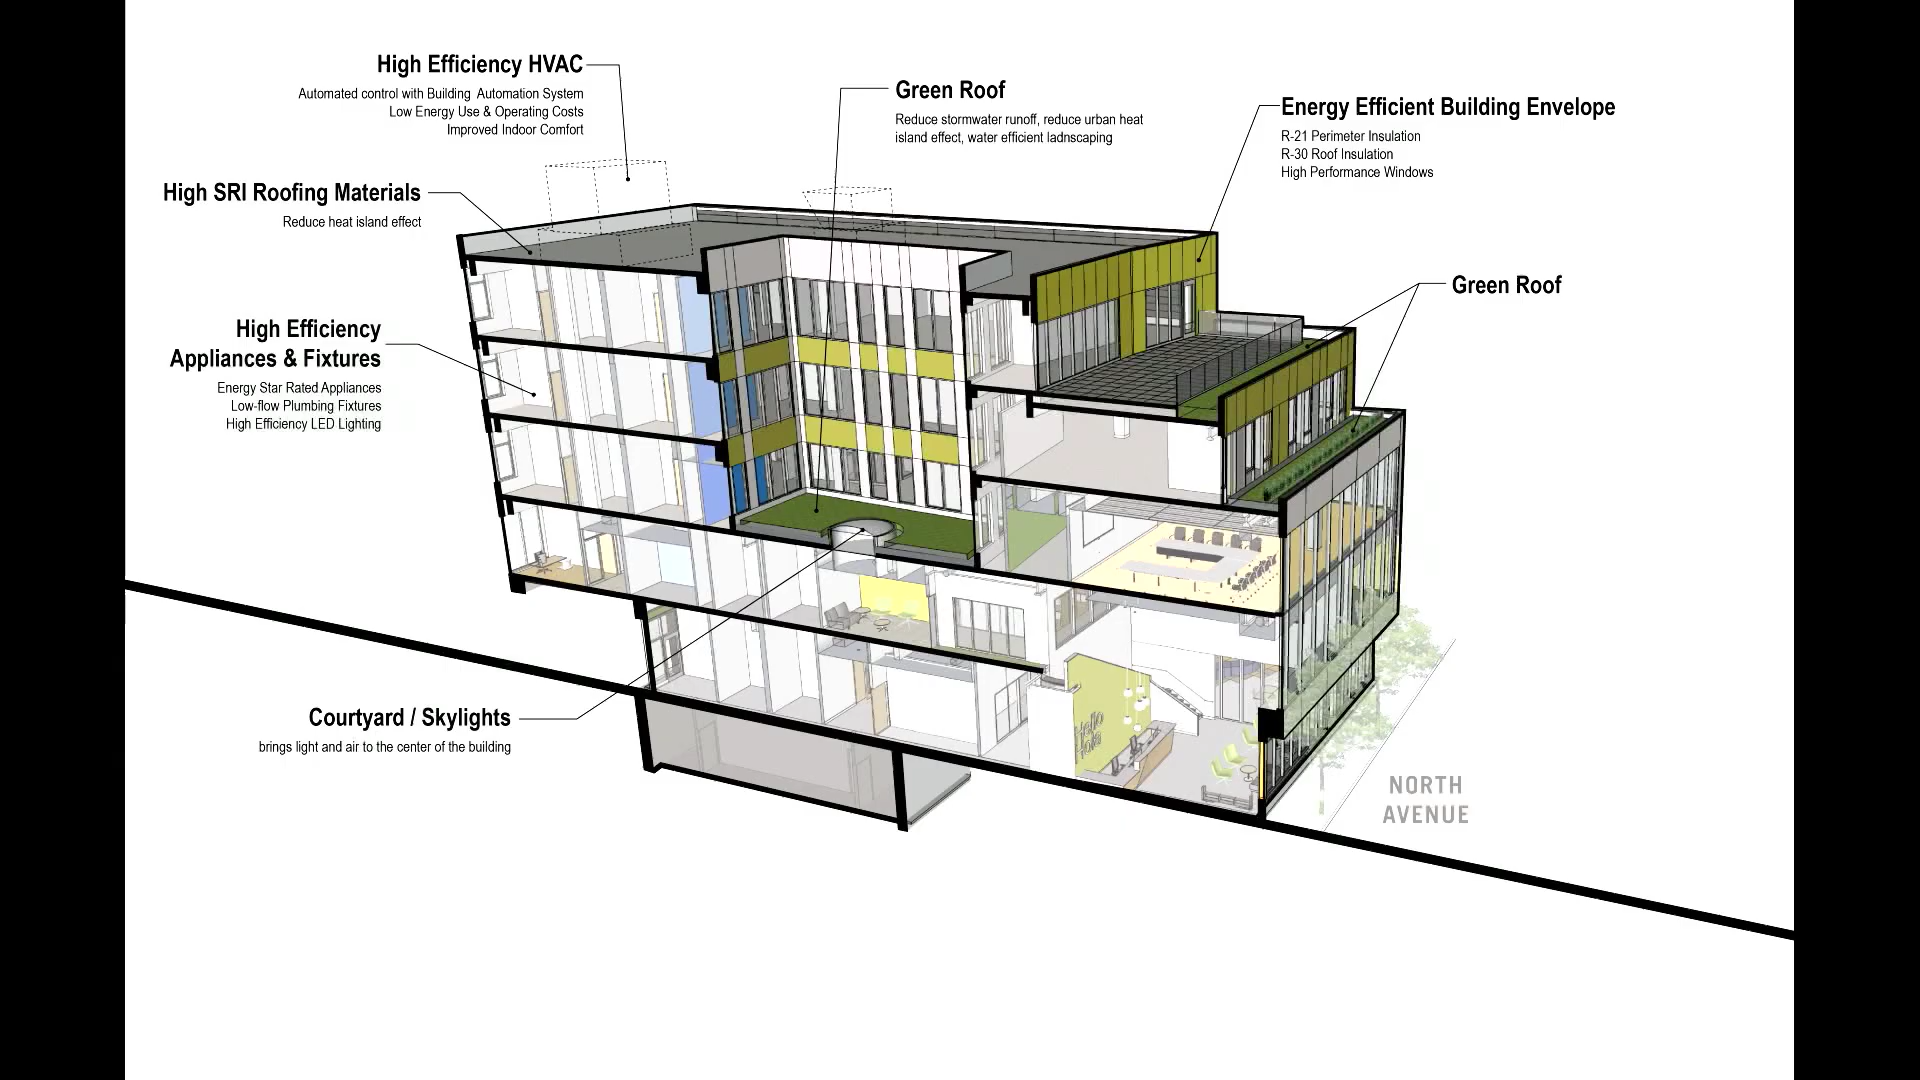 High Efficiency HVAC
Automated control with Building Automation System
Low Energy Use & Operating Costs
Improved Indoor Comfort
Green Roof
Reduce stormwater runoff, reduce urban heat
island effect, water efficient ladnscaping
Energy Efficient Building Envelope
R-21 Perimeter Insulation
R-30 Roof Insulation
High Performance Windows
High SRI Roofing Materials
Reduce heat island effect
Green Roof
High Efficiency
Appliances & Fixtures
Energy Star Rated Appliances
Low-flow Plumbing Fixtures
High Efficiency LED Lighting
Courtyard / Skylights
brings light and air to the center of the building
Hello
NORTH
AVENUE